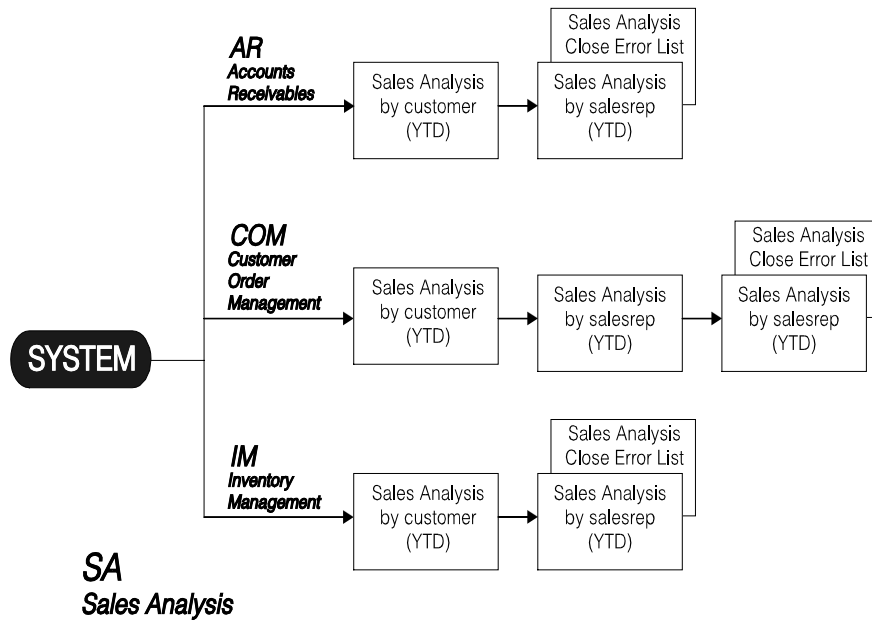 AR
Accounts
Receivables
Sales Analysis
by customer
(YTD)
Sales Analysis
Close Error List
Sales Analysis
by salesrep
(YTD)
COM
Customer
Order
Management
Sales Analysis
by customer
(YTD)
Sales Analysis
by salesrep
(YTD)
Sales Analysis
Close Error List
Sales Analysis
by salesrep
(YTD)
SYSTEM
IM
Inventory
Management
Sales Analysis
by customer
(YTD)
Sales Analysis
Close Error List
Sales Analysis
by salesrep
(YTD)
SA
Sales Analysis